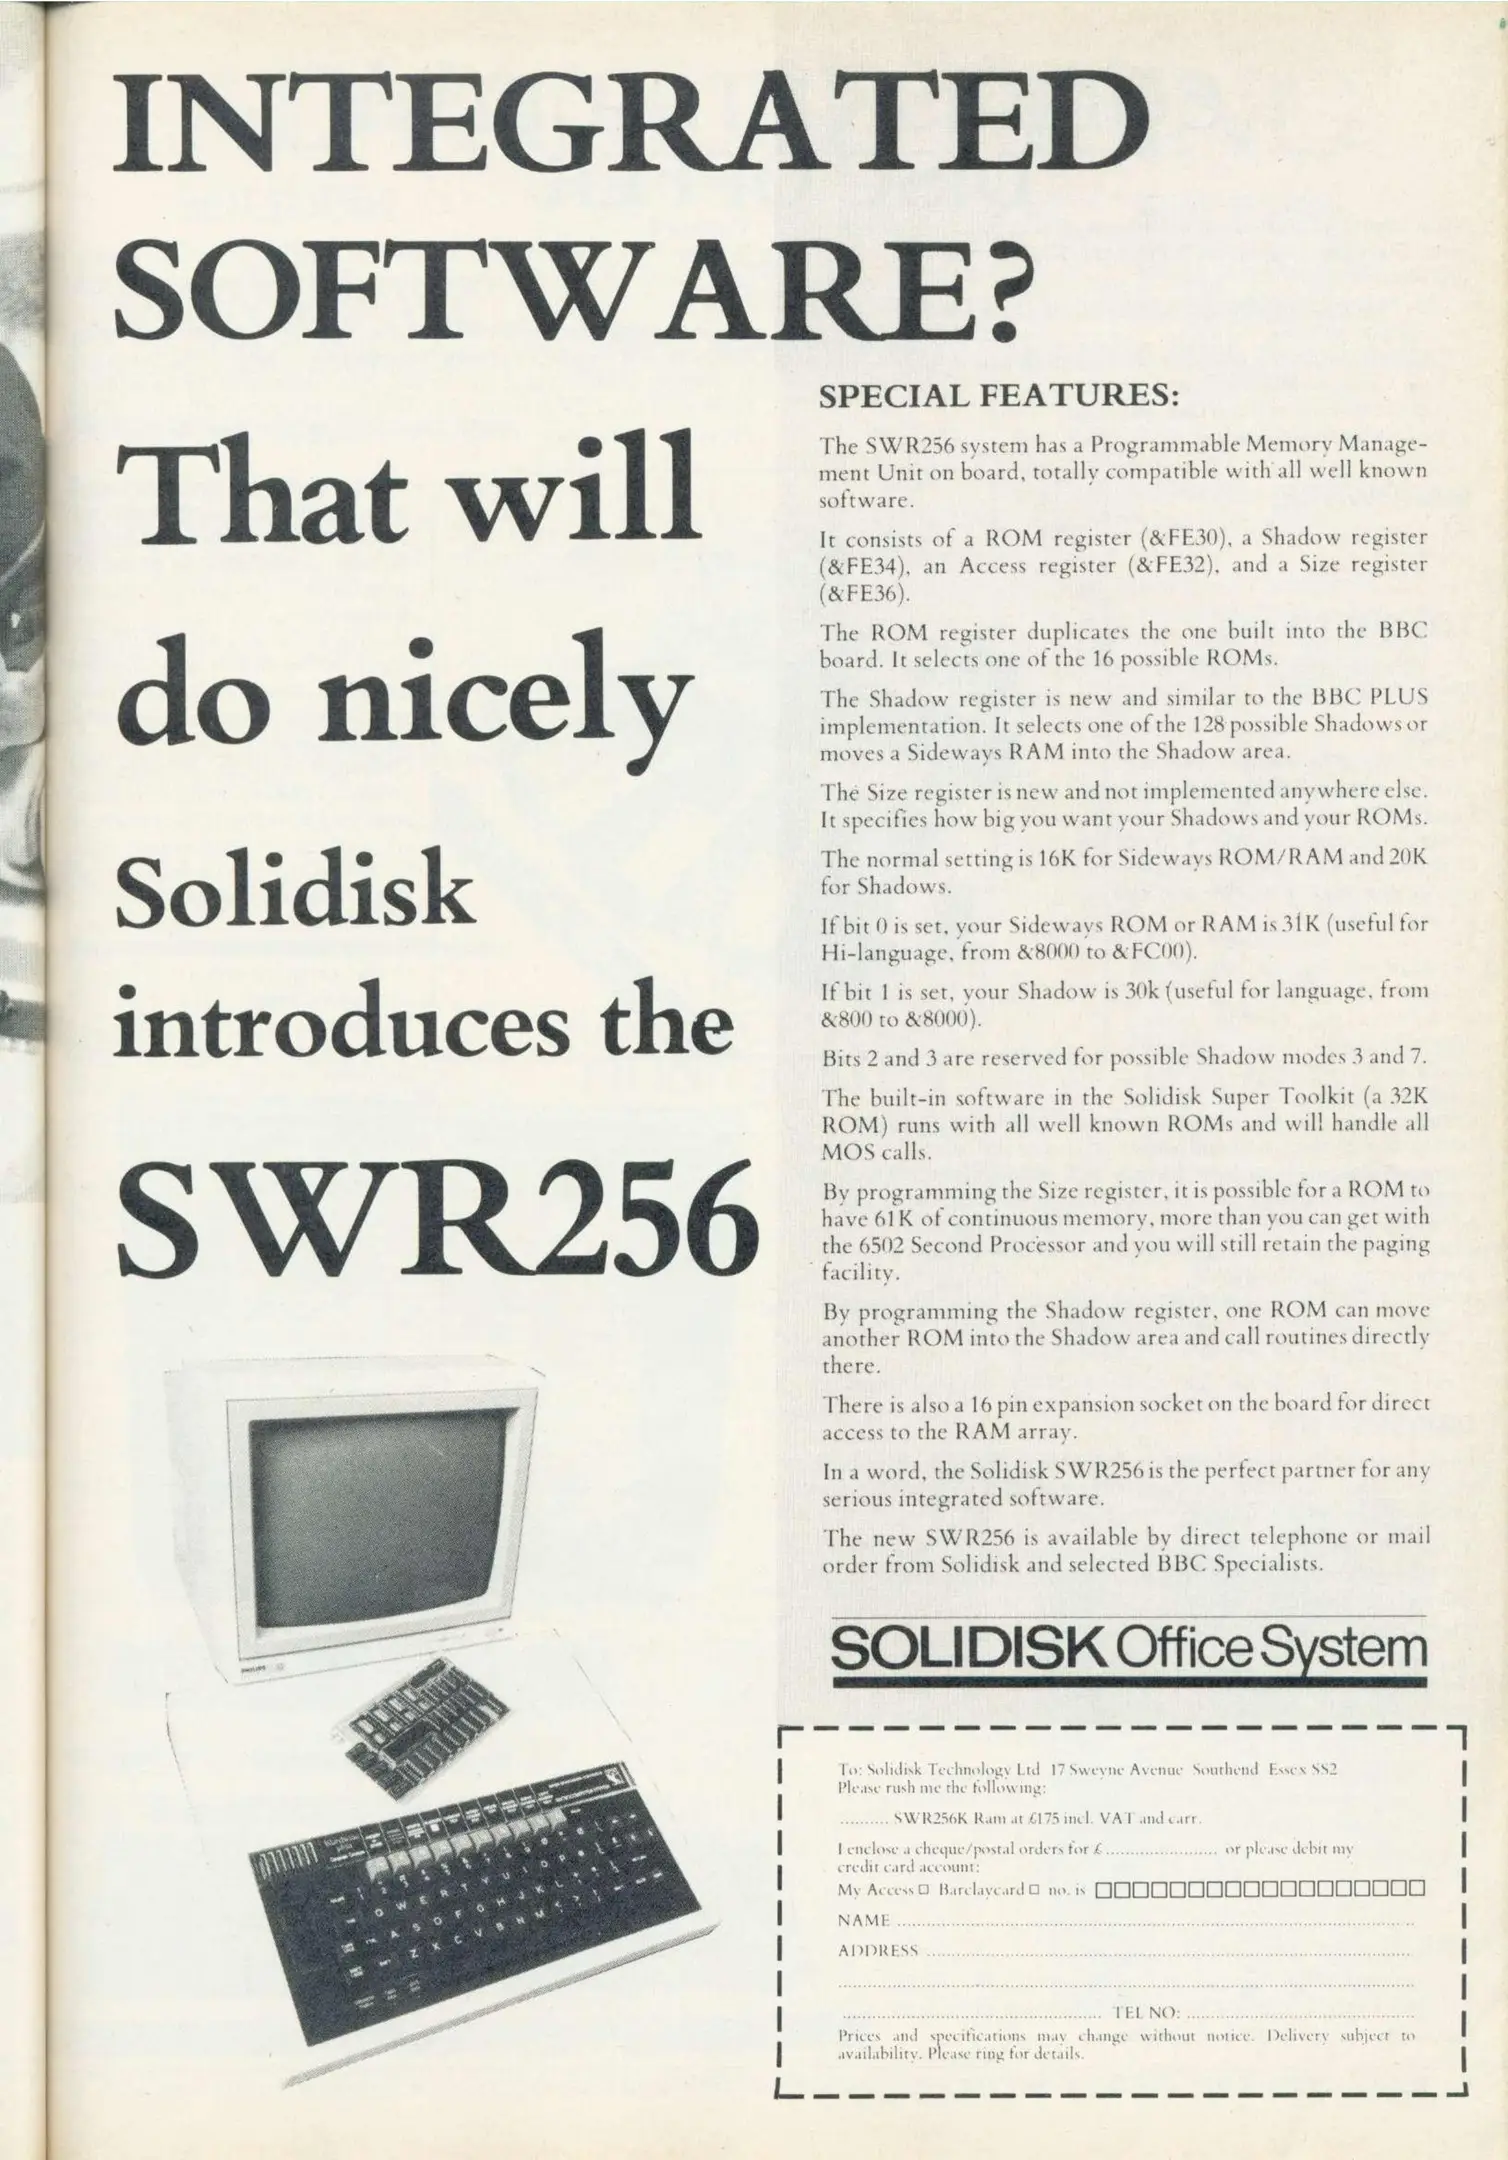 INTEGRATED
SOFTWARE?
That will
do nicely
Solidisk
introduces the
SWR256
SPECIAL FEATURES:
The SWR256 system has a Programmable Memory Manage-
ment Unit on board, totally compatible with all well known
software.
It consists of a ROM register (&FE30), a Shadow register
(&FE34), an Access register (&FE32), and a Size register
(&FE36).
The ROM register duplicates the one built into the BBC
board. It selects one of the 16 possible ROMs.
The Shadow register is new and similar to the BBC PLUS
implementation. It selects one of the 128 possible Shadows or
moves a Sideways RAM into the Shadow area.
The Size register is new and not implemented anywhere else.
It specifies how big you want your Shadows and your ROMs.
The normal setting is 16K for Sideways ROM/RAM and 20K
for Shadows.
If bit 0 is set, your Sideways ROM or RAM is 31K (useful for
Hi-language, from &8000 to &FC00).
If bit 1 is set, your Shadow is 30k (useful for language, from
&800 to &8000).
Bits 2 and 3 are reserved for possible Shadow modes 3 and 7.
The built-in software in the Solidisk Super Toolkit (a 32K
ROM) runs with all well known ROMs and will handle all
MOS calls.
By programming the Size register, it is possible for a ROM to
have 61K of continuous memory, more than you can get with
the 6502 Second Processor and you will still retain the paging
facility.
By programming the Shadow register, one ROM can move
another ROM into the Shadow area and call routines directly
there.
There is also a 16 pin expansion socket on the board for direct
access to the RAM array.
In a word, the Solidisk SWR256 is the perfect partner for any
serious integrated software.
The new SWR256 is available by direct telephone or mail
order from Solidisk and selected BBC Specialists.
SOLIDISK Office System
To: Solidisk Technology Ltd 17 Sweyne Avenue Southend Essex SS2
Please rush me the following:
.......... SWR256K Ram at £175 incl. VAT and carr.
I enclose a cheque/postal orders for £ ....................... or please debit my
credit card account:
My Access □ Barclaycard □ no. is □□□□□□□□□□□□□□□□□□
NAME ..........
ADDRESS ..........
TEL NO: ..........
Prices and specifications may change without notice. Delivery subject to
availability. Please ring for details.
PHILIPS
Q W E R T Y U I O P
A S D F G H J K L
Z X C V B N M